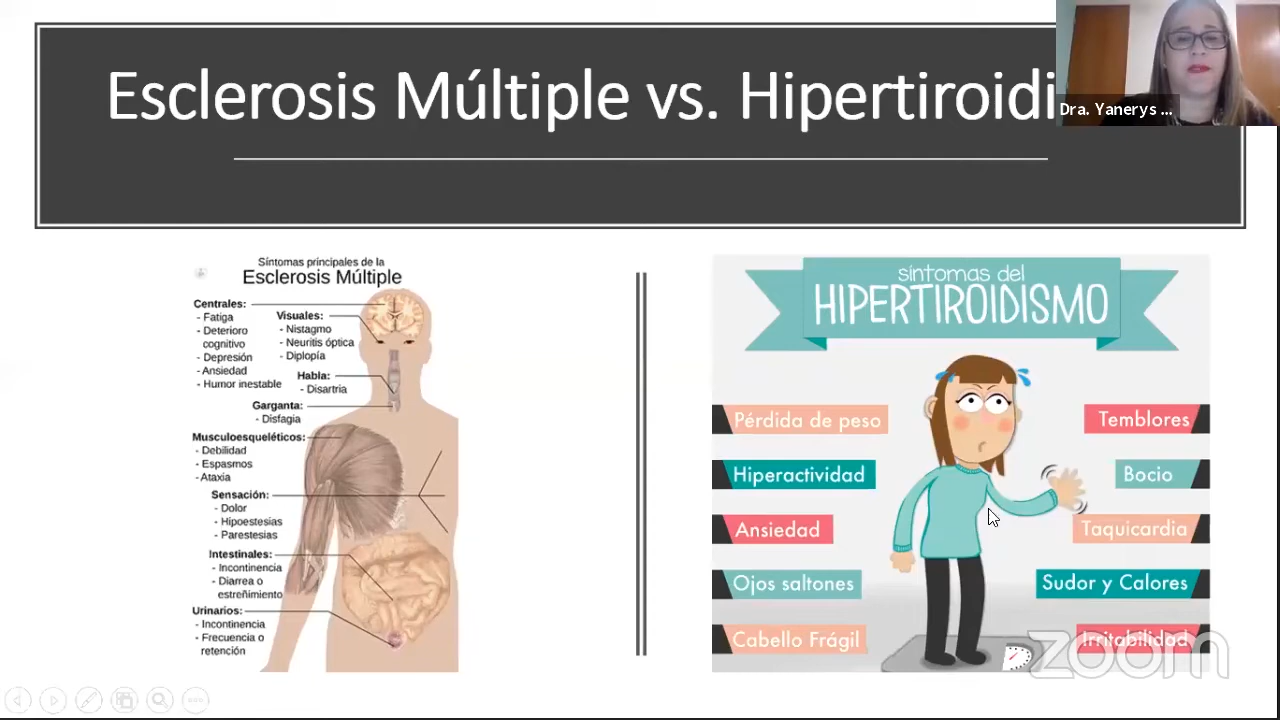 Esclerosis Múltiple vs. Hipertiroidi
Dra. Yanerys ...
Síntomas principales de la
Esclerosis Múltiple
Centrales:
- Fatiga
- Deterioro
cognitivo
- Depresión
- Ansiedad
- Humor inestable
Visuales:
- Nistagmo
- Neuritis óptica
- Diplopía
Habla:
- Disartria
Garganta:
- Disfagia
Musculoesqueléticos:
- Debilidad
- Espasmos
- Ataxia
Sensación:
- Dolor
- Hipoestesias
- Parestesias
Intestinales:
- Incontinencia
- Diarrea o
estreñimiento
Urinarios:
- Incontinencia
- Frecuencia o
retención
síntomas del
HIPERTIROIDISMO
Pérdida de peso
Hiperactividad
Ansiedad
Ojos saltones
Cabello Frágil
Temblores
Bocio
Taquicardia
Sudor y Calores
Irritabilidad
zoom